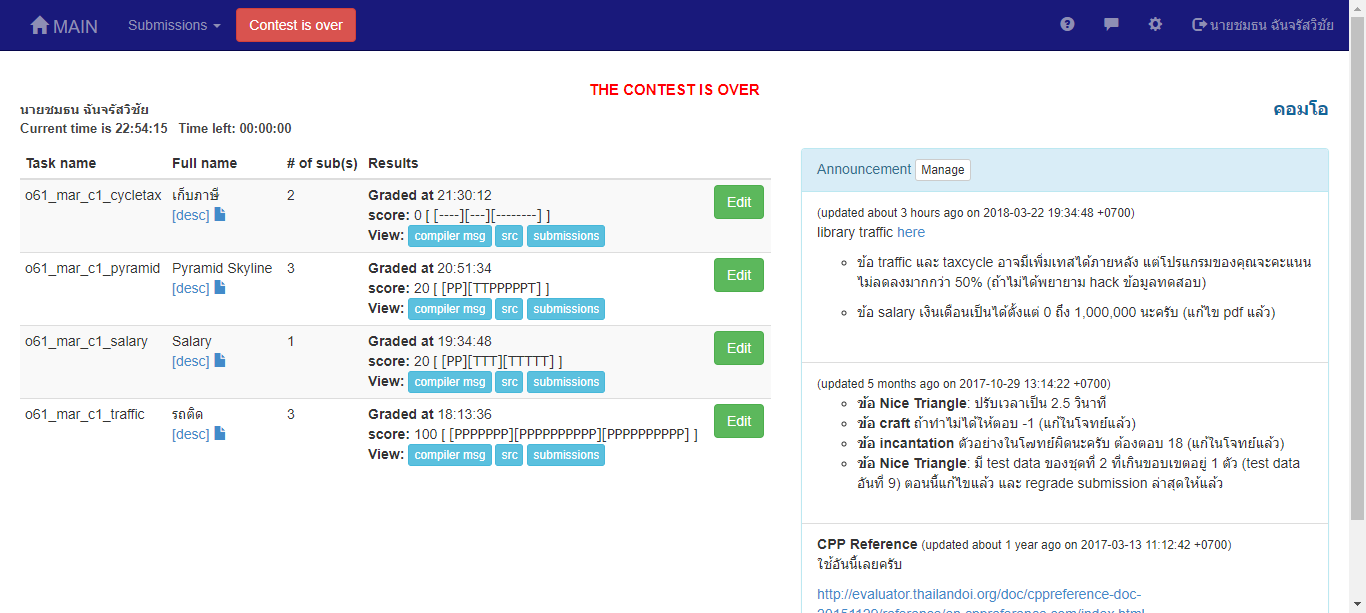 MAIN Submissions Contest is over นายชมธน ฉันจรัสวิชัย
THE CONTEST IS OVER
นายชมธน ฉันจรัสวิชัย
Current time is 22:54:15 Time left: 00:00:00
คอมโอ
Task name Full name # of sub(s) Results
o61_mar_c1_cycletax เก็บภาษี 2 Graded at 21:30:12 Edit
[desc] score: 0 [ [----][---][--------] ]
View: compiler msg src submissions
o61_mar_c1_pyramid Pyramid Skyline 3 Graded at 20:51:34 Edit
[desc] score: 20 [ [PP][TTPPPPPT] ]
View: compiler msg src submissions
o61_mar_c1_salary Salary 1 Graded at 19:34:48 Edit
[desc] score: 20 [ [PP][TTT][TTTTT] ]
View: compiler msg src submissions
o61_mar_c1_traffic รถติด 3 Graded at 18:13:36 Edit
[desc] score: 100 [ [PPPPPPP][PPPPPPPPPP][PPPPPPPPPP] ]
View: compiler msg src submissions
Announcement Manage
(updated about 3 hours ago on 2018-03-22 19:34:48 +0700)
library traffic here
ข้อ traffic และ taxcycle อาจมีเพิ่มเทสได้ภายหลัง แต่โปรแกรมของคุณจะคะแนน
ไม่ลดลงมากกว่า 50% (ถ้าไม่ได้พยายาม hack ข้อมูลทดสอบ)
ข้อ salary เงินเดือนเป็นได้ตั้งแต่ 0 ถึง 1,000,000 นะครับ (แก้ไข pdf แล้ว)
(updated 5 months ago on 2017-10-29 13:14:22 +0700)
ข้อ Nice Triangle: ปรับเวลาเป็น 2.5 วินาที
ข้อ craft ถ้าทำไม่ได้ให้ตอบ -1 (แก้ในโจทย์แล้ว)
ข้อ incantation ตัวอย่างในโจทย์ผิดนะครับ ต้องตอบ 18 (แก้ในโจทย์แล้ว)
ข้อ Nice Triangle: มี test data ของชุดที่ 2 ที่เกินขอบเขตอยู่ 1 ตัว (test data
อันที่ 9) ตอนนี้แก้ไขแล้ว และ regrade submission ล่าสุดให้แล้ว
CPP Reference (updated about 1 year ago on 2017-03-13 11:12:42 +0700)
ใช้อันนี้เลยครับ
http://evaluator.thailandoi.org/doc/cppreference-doc-
20151129/reference/en.cppreference.com/index.html